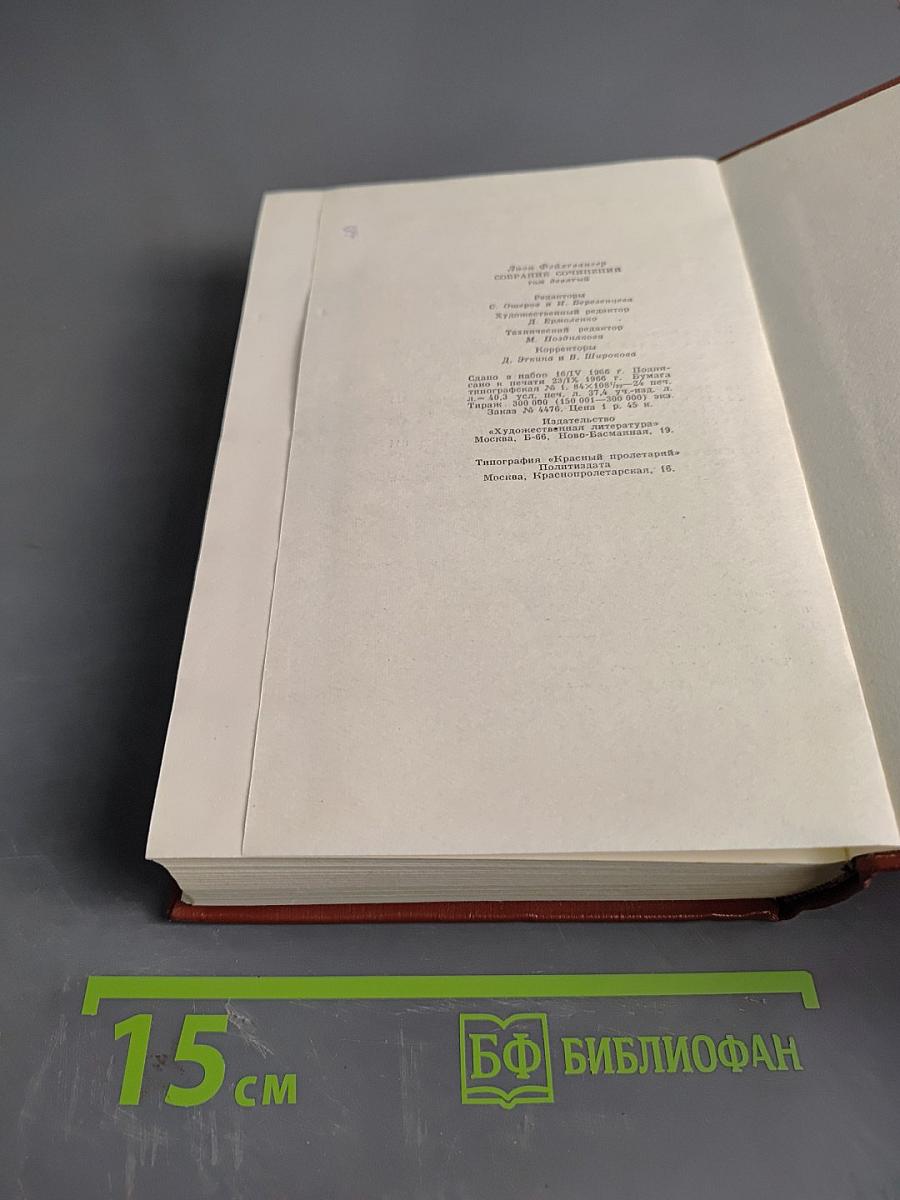 Лион Фейхтвангер
СОБРАНИЕ СОЧИНЕНИЙ
том девятый
Редакторы
С. Ошеров и И. Березенцева
Художественный редактор
Л. Ермоленко
Технический редактор
М. Позднякова
Корректоры
Д. Эткина и В. Широкова
Сдано в набор 16/IV 1966 г. Подпи-
сано к печати 23/IX 1966 г. Бумага
типографская № 1. 84×108¹/₃₂—24 печ.
л.= 40,3 усл. печ. л. 37,4 уч.-изд. л.
Тираж 300 000 (150 001—300 000) экз.
Заказ № 4476. Цена 1 р. 45 к.
Издательство
«Художественная литература»
Москва, Б-66, Ново-Басманная, 19.
Типография «Красный пролетарий»
Политиздата
Москва, Краснопролетарская, 16.
15 см
БФ БИБЛИОФАН